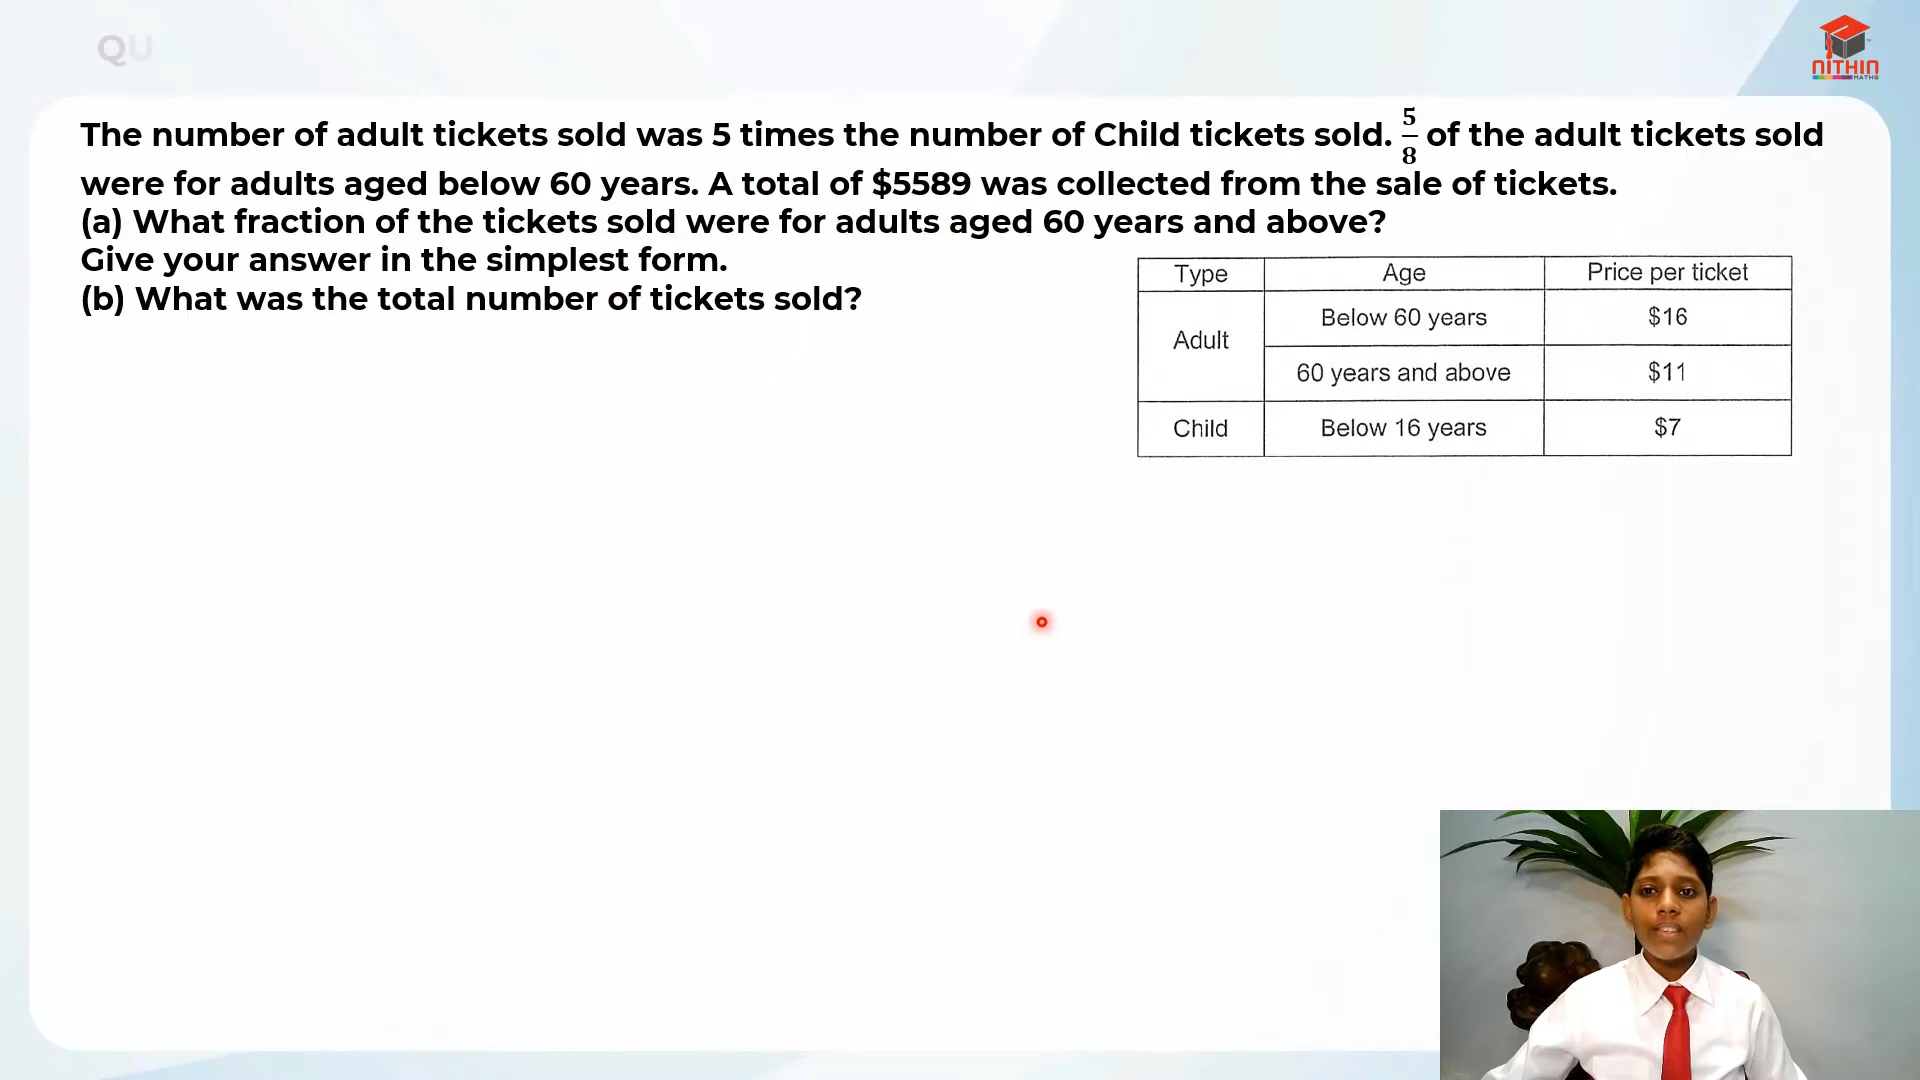 QU
NITHIN
MATHS
The number of adult tickets sold was 5 times the number of Child tickets sold. 5/8 of the adult tickets sold
were for adults aged below 60 years. A total of $5589 was collected from the sale of tickets.
(a) What fraction of the tickets sold were for adults aged 60 years and above?
Give your answer in the simplest form.
(b) What was the total number of tickets sold?
Type Age Price per ticket
Adult Below 60 years $16
60 years and above $11
Child Below 16 years $7